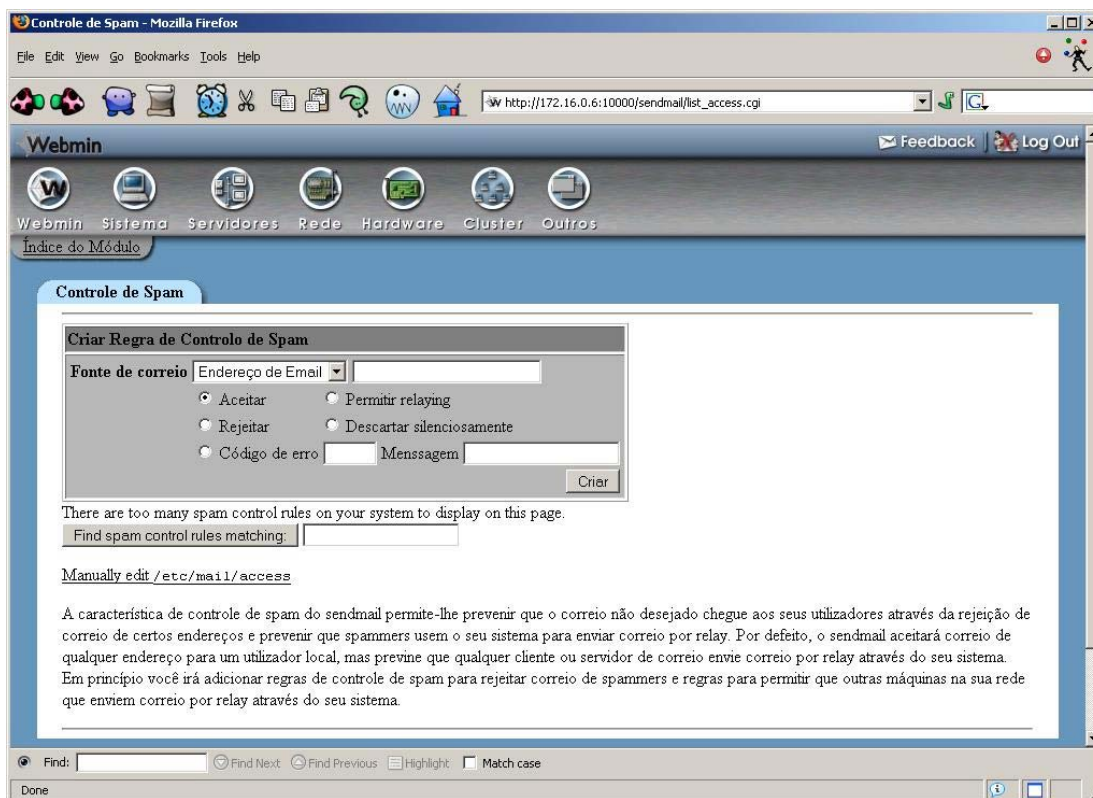 Controle de Spam - Mozilla Firefox
File Edit View Go Bookmarks Tools Help
http://172.16.0.6:10000/sendmail/list_access.cgi
Webmin
Feedback Log Out
Webmin Sistema Servidores Rede Hardware Cluster Outros
Índice do Módulo
Controle de Spam
Criar Regra de Controlo de Spam
Fonte de correio Endereço de Email
Aceitar Permitir relaying
Rejeitar Descartar silenciosamente
Código de erro Menssagem
Criar
There are too many spam control rules on your system to display on this page.
Find spam control rules matching:
Manually edit /etc/mail/access
A característica de controle de spam do sendmail permite-lhe prevenir que o correio não desejado chegue aos seus utilizadores através da rejeição de
correio de certos endereços e prevenir que spammers usem o seu sistema para enviar correio por relay. Por defeito, o sendmail aceitará correio de
qualquer endereço para um utilizador local, mas previne que qualquer cliente ou servidor de correio envie correio por relay através do seu sistema.
Em princípio você irá adicionar regras de controle de spam para rejeitar correio de spammers e regras para permitir que outras máquinas na sua rede
que enviem correio por relay através do seu sistema.
Find: Find Next Find Previous Highlight Match case
Done